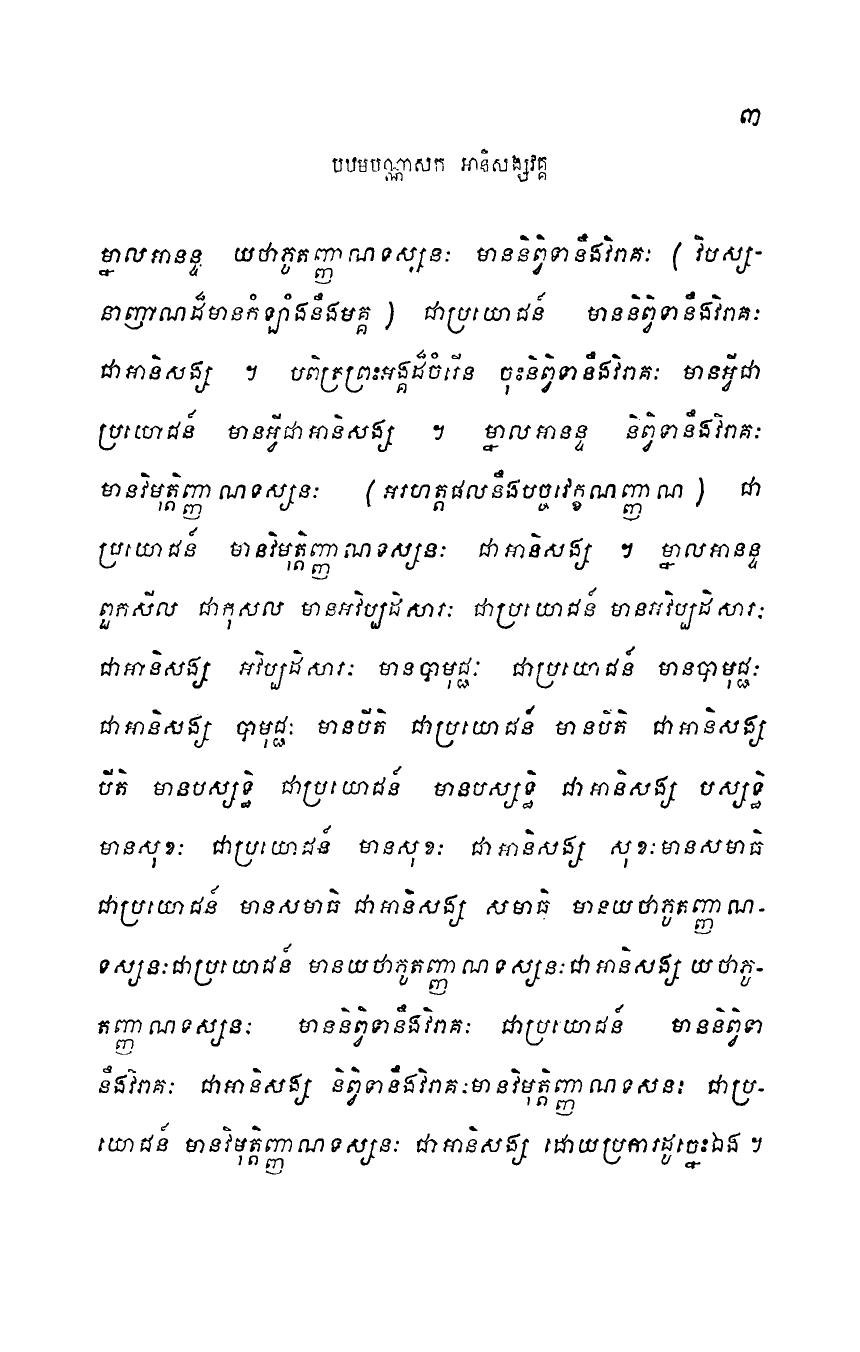 ៣
បឋមបណ្ណាសក អានិសង្សវគ្គ
ម្នាលអានន្ទ យថាភូតញ្ញាណទស្សនៈ មាននិព្វិទានឹងវិរាគៈ ( វិបស្ស-
នាញាណដ៏មានកំឡាំងនឹងមគ្គ ) ជាប្រយោជន៍ មាននិព្វិទានឹងវិរាគៈ
ជាអានិសង្ស ។ បពិត្រព្រះអង្គដ៏ចំរើន ចុះនិព្វិទានឹងវិរាគៈ មានអ្វីជា
ប្រយោជន៍ មានអ្វីជាអានិសង្ស ។ ម្នាលអានន្ទ និព្វិទានឹងវិរាគៈ
មានវិមុត្តិញ្ញាណទស្សនៈ ( អរហត្តផលនឹងបច្ចវេក្ខណញ្ញាណ ) ជា
ប្រយោជន៍ មានវិមុត្តិញ្ញាណទស្សនៈ ជាអានិសង្ស ។ ម្នាលអានន្ទ
ពួកសីល ជាកុសល មានអវិប្បដិសារៈ ជាប្រយោជន៍ មានអវិប្បដិសារៈ
ជាអានិសង្ស អវិប្បដិសារៈ មានបាមុជ្ជៈ ជាប្រយោជន៍ មានបាមុជ្ជៈ
ជាអានិសង្ស បាមុជ្ជៈ មានបីតិ ជាប្រយោជន៍ មានបីតិ ជាអានិសង្ស
បីតិ មានបស្សទ្ធិ ជាប្រយោជន៍ មានបស្សទ្ធិ ជាអានិសង្ស បស្សទ្ធិ
មានសុខៈ ជាប្រយោជន៍ មានសុខៈ ជាអានិសង្ស សុខៈមានសមាធិ
ជាប្រយោជន៍ មានសមាធិ ជាអានិសង្ស សមាធិ មានយថាភូតញ្ញាណ-
ទស្សនៈជាប្រយោជន៍ មានយថាភូតញ្ញាណទស្សនៈជាអានិសង្ស យថាភូ-
តញ្ញាណទស្សនៈ មាននិព្វិទានឹងវិរាគៈ ជាប្រយោជន៍ មាននិព្វិទា
នឹងវិរាគៈ ជាអានិសង្ស និព្វិទានឹងវិរាគៈមានវិមុត្តិញ្ញាណទសនៈ ជាប្រ-
យោជន៍ មានវិមុត្តិញ្ញាណទស្សនៈ ជាអានិសង្ស ដោយប្រការដូច្នេះឯង ។